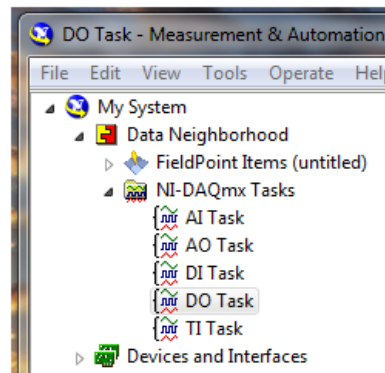 DO Task - Measurement & Automation
File Edit View Tools Operate Help
My System
Data Neighborhood
FieldPoint Items (untitled)
NI-DAQmx Tasks
AI Task
AO Task
DI Task
DO Task
TI Task
Devices and Interfaces